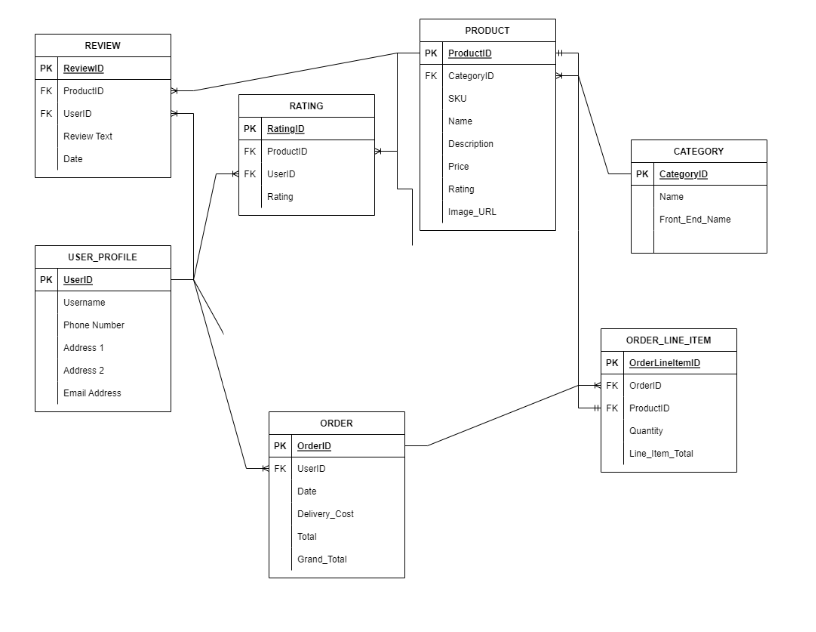 REVIEW
PK ReviewID
FK ProductID
FK UserID
Review Text
Date
RATING
PK RatingID
FK ProductID
FK UserID
Rating
PRODUCT
PK ProductID
FK CategoryID
SKU
Name
Description
Price
Rating
Image_URL
CATEGORY
PK CategoryID
Name
Front_End_Name
USER_PROFILE
PK UserID
Username
Phone Number
Address 1
Address 2
Email Address
ORDER
PK OrderID
FK UserID
Date
Delivery_Cost
Total
Grand_Total
ORDER_LINE_ITEM
PK OrderLineItemID
FK OrderID
FK ProductID
Quantity
Line_Item_Total